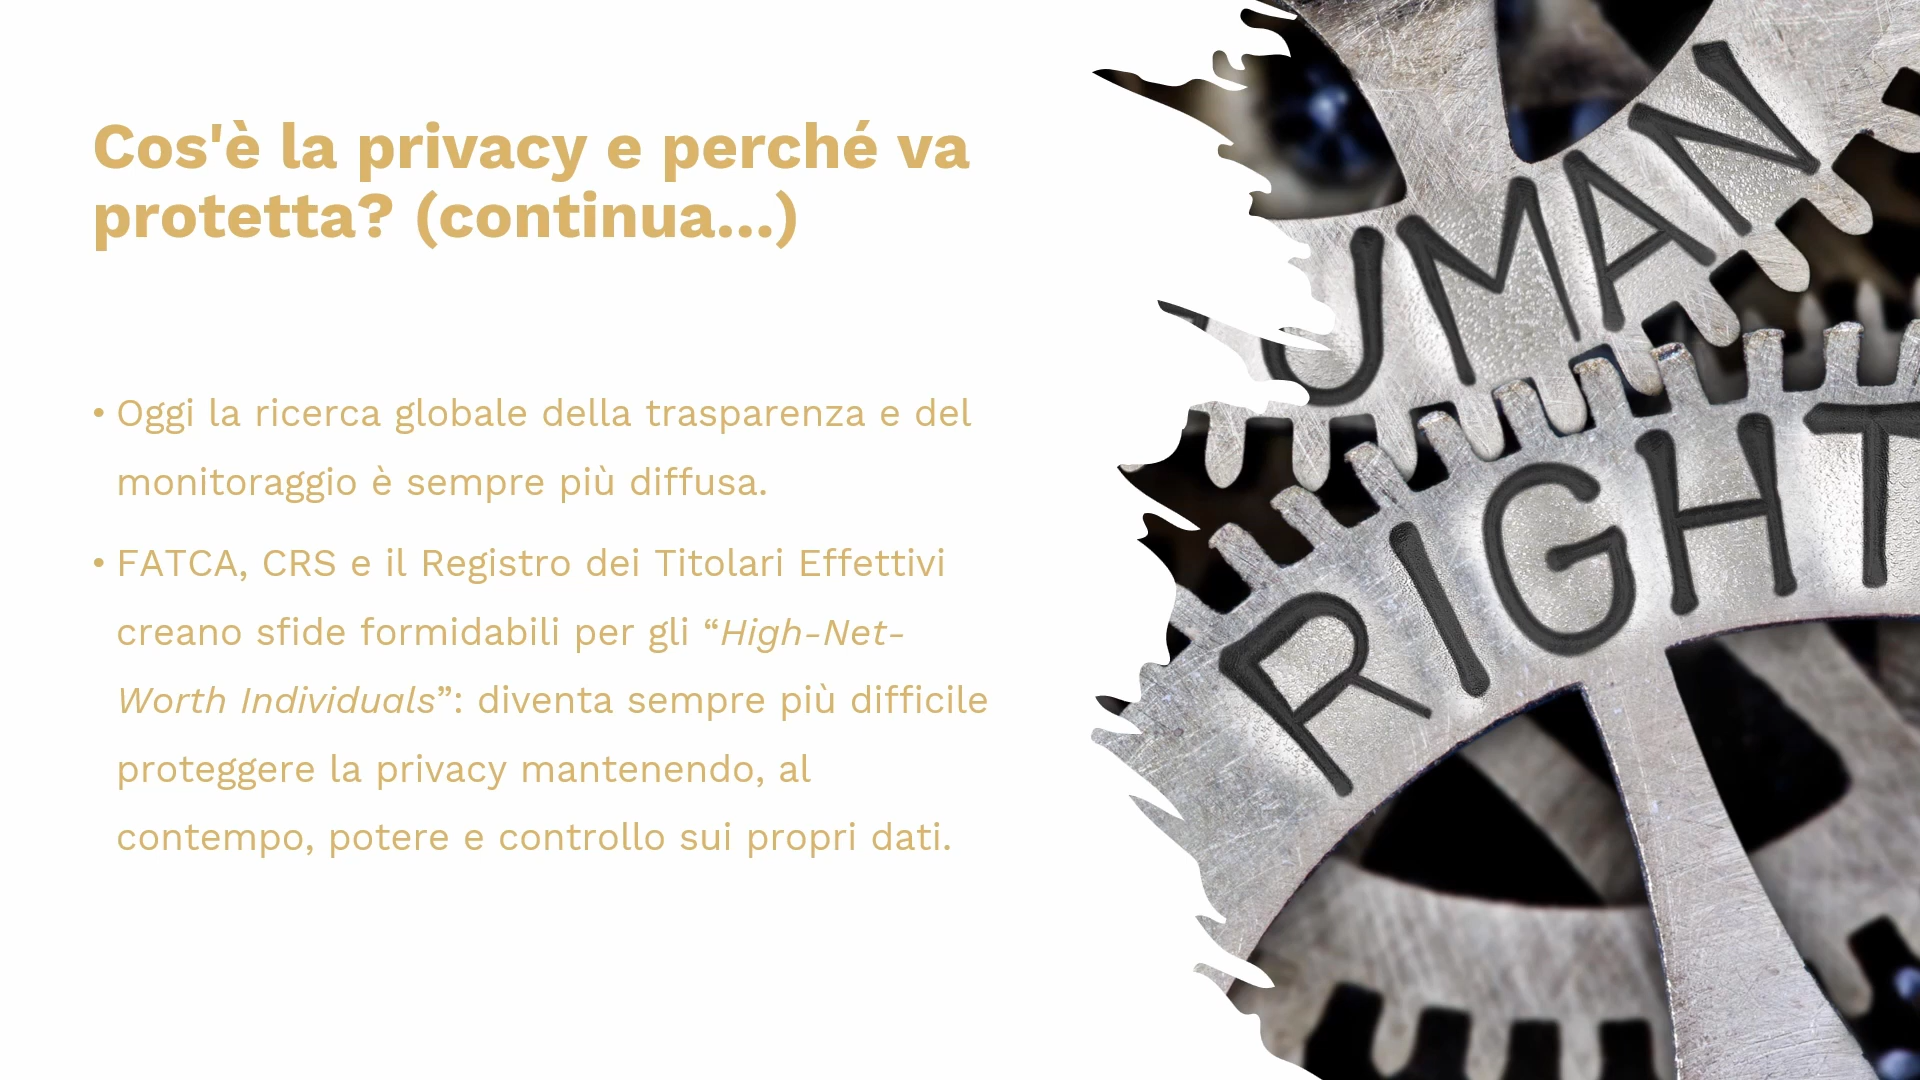 Cos'è la privacy e perché va
protetta? (continua...)
• Oggi la ricerca globale della trasparenza e del
monitoraggio è sempre più diffusa.
• FATCA, CRS e il Registro dei Titolari Effettivi
creano sfide formidabili per gli “High-Net-
Worth Individuals”: diventa sempre più difficile
proteggere la privacy mantenendo, al
contempo, potere e controllo sui propri dati.
UMAN
RIGHT